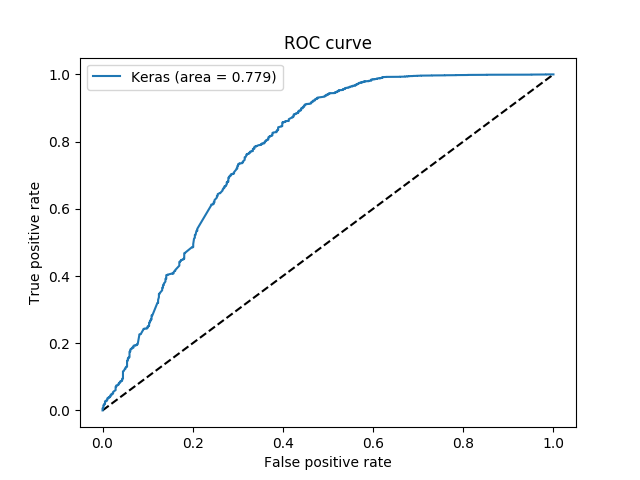 ROC curve
Keras (area = 0.779)
True positive rate
1.0
0.8
0.6
0.4
0.2
0.0
0.0 0.2 0.4 0.6 0.8 1.0
False positive rate